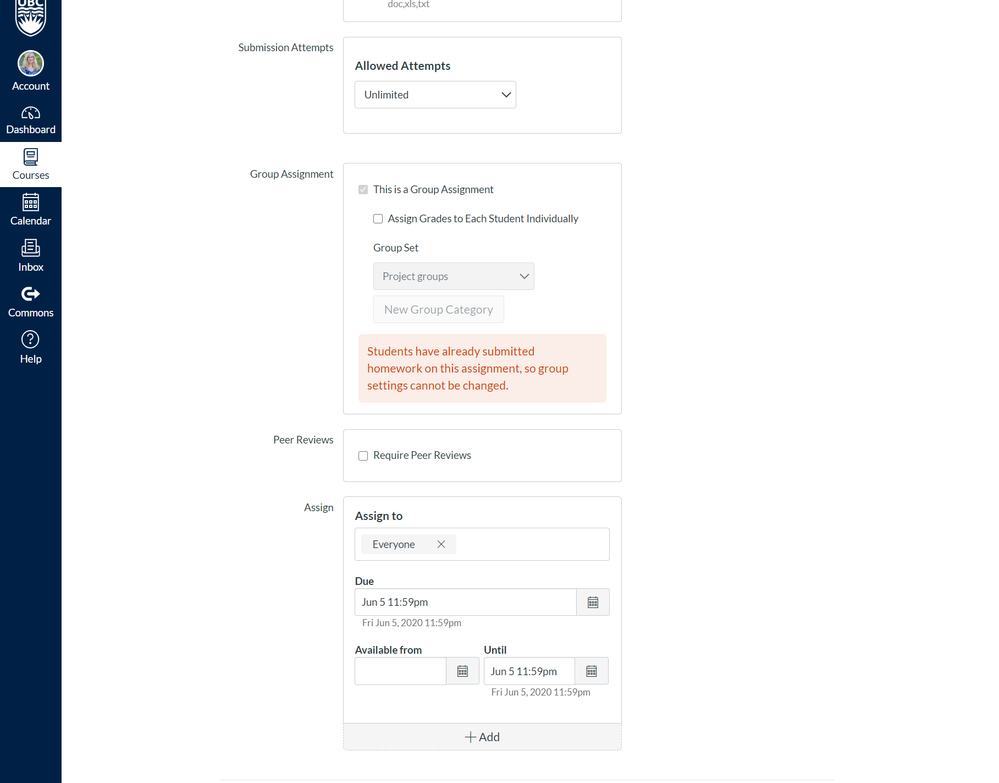 UBC
Account
Dashboard
Courses
Calendar
Inbox
Commons
Help
doc,xls,txt
Submission Attempts
Allowed Attempts
Unlimited
Group Assignment
This is a Group Assignment
Assign Grades to Each Student Individually
Group Set
Project groups
New Group Category
Students have already submitted
homework on this assignment, so group
settings cannot be changed.
Peer Reviews
Require Peer Reviews
Assign
Assign to
Everyone
Due
Jun 5 11:59pm
Fri Jun 5, 2020 11:59pm
Available from
Until
Jun 5 11:59pm
Fri Jun 5, 2020 11:59pm
Add